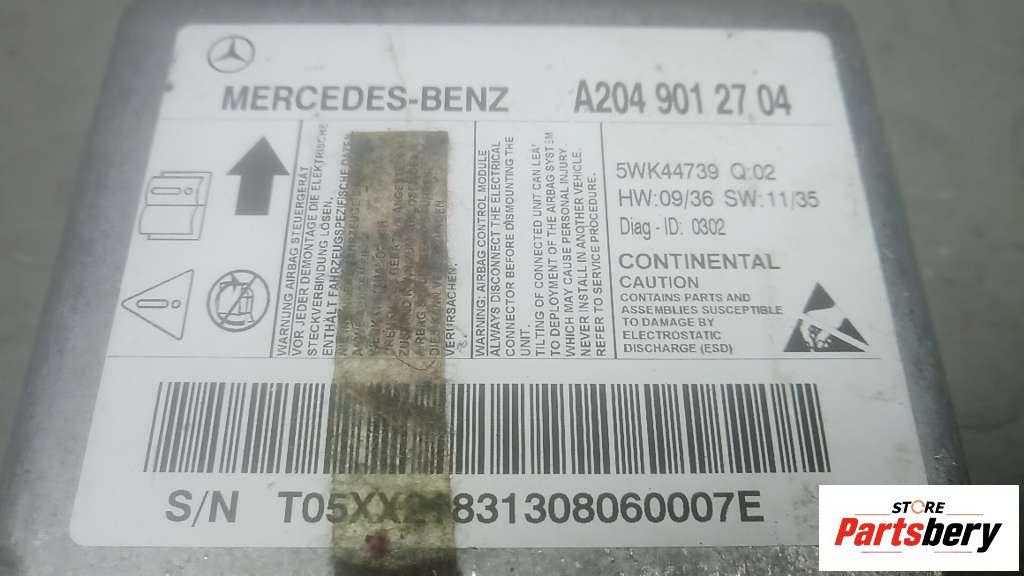 MERCEDES-BENZ A204 901 27 04
WARNUNG AIRBAG STEUERGERÄT
VOR JEDER DEMONTAGE DIE ELEKTRISCHE
STECKVERBINDUNG LÖSEN.
ENTHÄLT FAHRZEUGSPEZIFISCHE DATEN
VERURSACHEN.
WARNING: AIRBAG CONTROL MODULE
ALWAYS DISCONNECT THE ELECTRICAL
CONNECTOR BEFORE DISMOUNTING THE
UNIT.
TILTING OF CONNECTED UNIT CAN LEAD
TO DEPLOYMENT OF THE AIRBAG SYSTEM
WHICH MAY CAUSE PERSONAL INJURY.
NEVER INSTALL IN ANOTHER VEHICLE.
REFER TO SERVICE PROCEDURE.
5WK44739 Q:02
HW:09/36 SW:11/35
Diag - ID: 0302
CONTINENTAL
CAUTION
CONTAINS PARTS AND
ASSEMBLIES SUSCEPTIBLE
TO DAMAGE BY
ELECTROSTATIC
DISCHARGE (ESD)
S/N
STORE
Partsbery